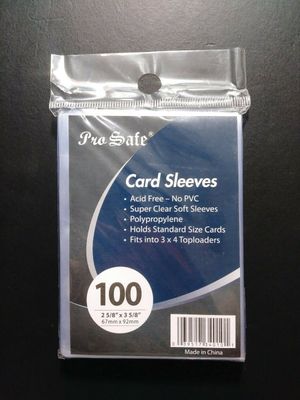 Pro Safe®
Card Sleeves
• Acid Free – No PVC
• Super Clear Soft Sleeves
• Polypropylene
• Holds Standard Size Cards
• Fits into 3 x 4 Toploaders
100
2 5/8" x 3 5/8"
67mm x 92mm
Made in China